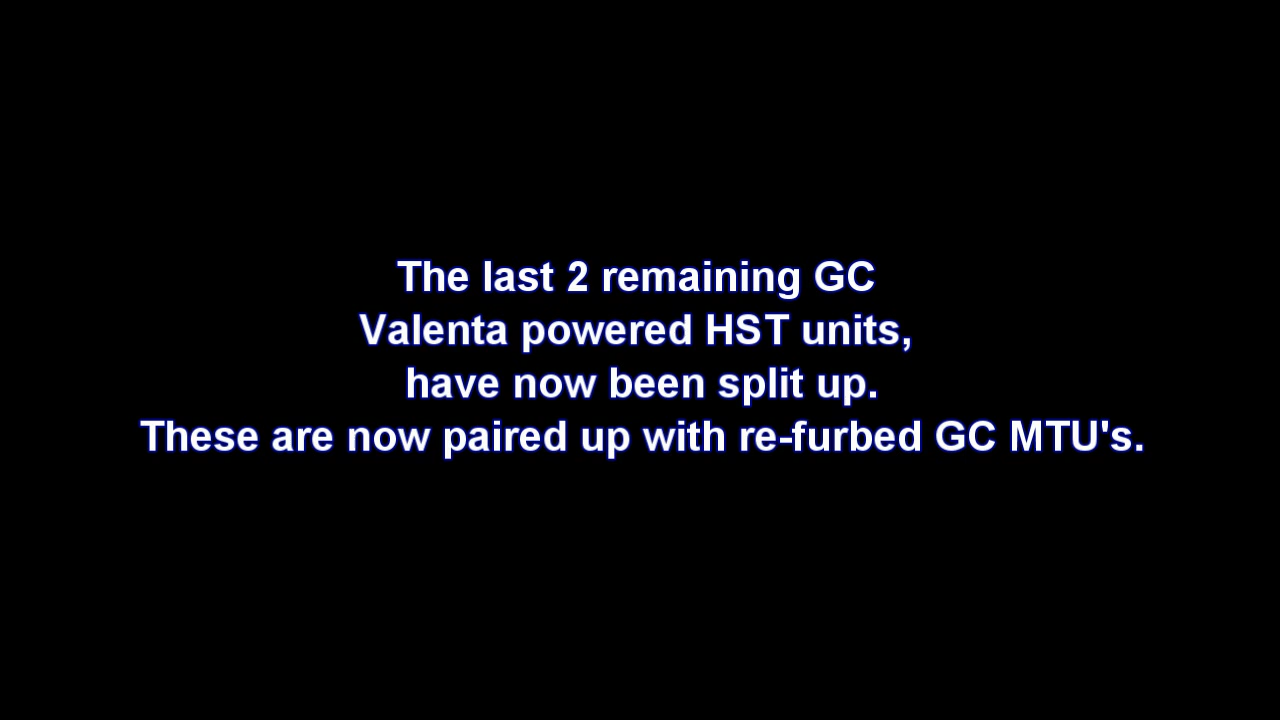 The last 2 remaining GC
Valenta powered HST units,
have now been split up.
These are now paired up with re-furbed GC MTU's.